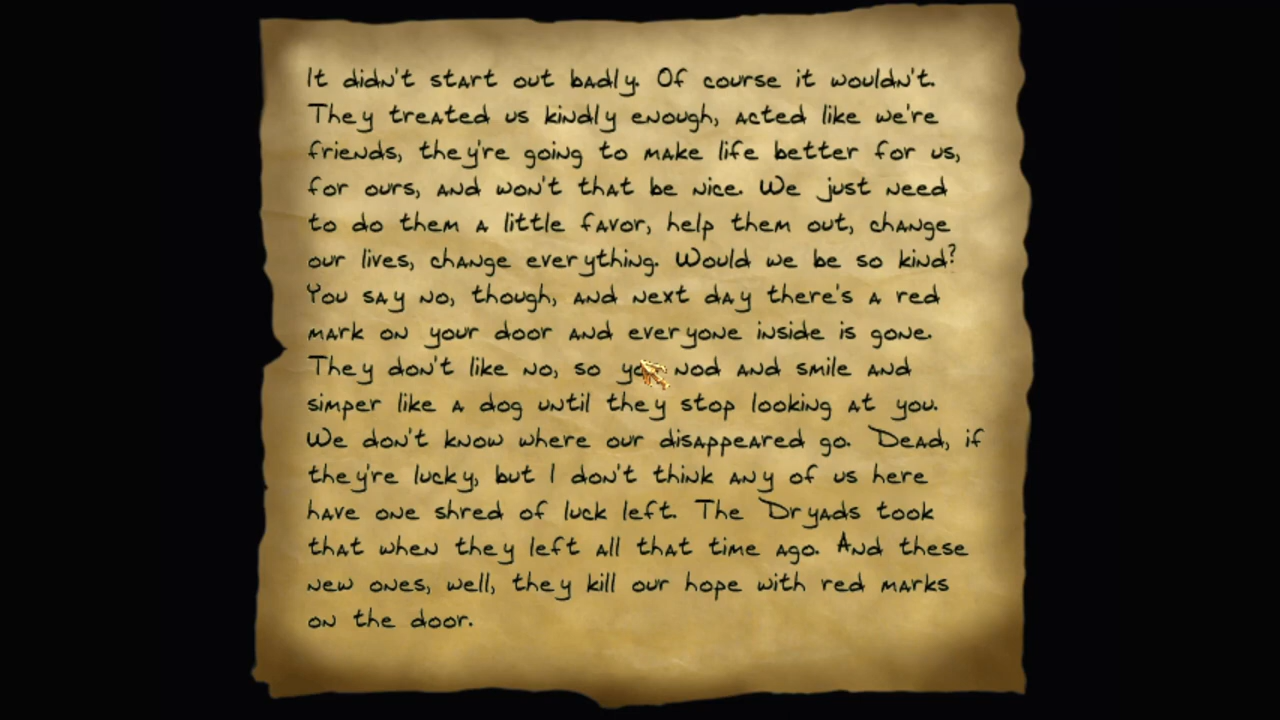 It didn't start out badly. Of course it wouldn't.
They treated us kindly enough, acted like we're
friends, they're going to make life better for us,
for ours, and won't that be nice. We just need
to do them a little favor, help them out, change
our lives, change everything. Would we be so kind?
You say no, though, and next day there's a red
mark on your door and everyone inside is gone.
They don't like no, so you nod and smile and
simper like a dog until they stop looking at you.
We don't know where our disappeared go. Dead, if
they're lucky, but I don't think any of us here
have one shred of luck left. The Dryads took
that when they left all that time ago. And these
new ones, well, they kill our hope with red marks
on the door.